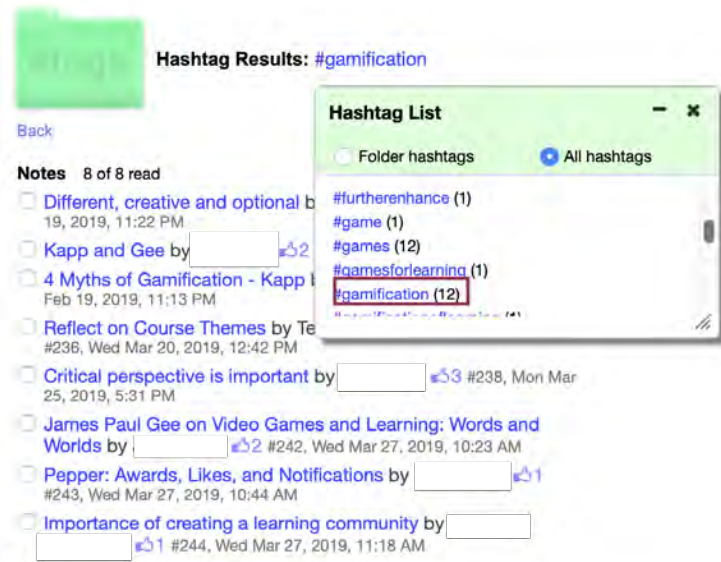 Hashtag Results: #gamification
Hashtag List
Back
Folder hashtags
All hashtags
Notes 8 of 8 read
#furtherenhance (1)
#game (1)
#games (12)
#gamesforlearning (1)
#gamification (12)
Different, creative and optional
19, 2019, 11:22 PM
Kapp and Gee by 2
4 Myths of Gamification - Kapp
Feb 19, 2019, 11:13 PM
Reflect on Course Themes by Te
#236, Wed Mar 20, 2019, 12:42 PM
Critical perspective is important by 3 #238, Mon Mar
25, 2019, 5:31 PM
James Paul Gee on Video Games and Learning: Words and
Worlds by 2 #242, Wed Mar 27, 2019, 10:23 AM
Pepper: Awards, Likes, and Notifications by 1
#243, Wed Mar 27, 2019, 10:44 AM
Importance of creating a learning community by
1 #244, Wed Mar 27, 2019, 11:18 AM